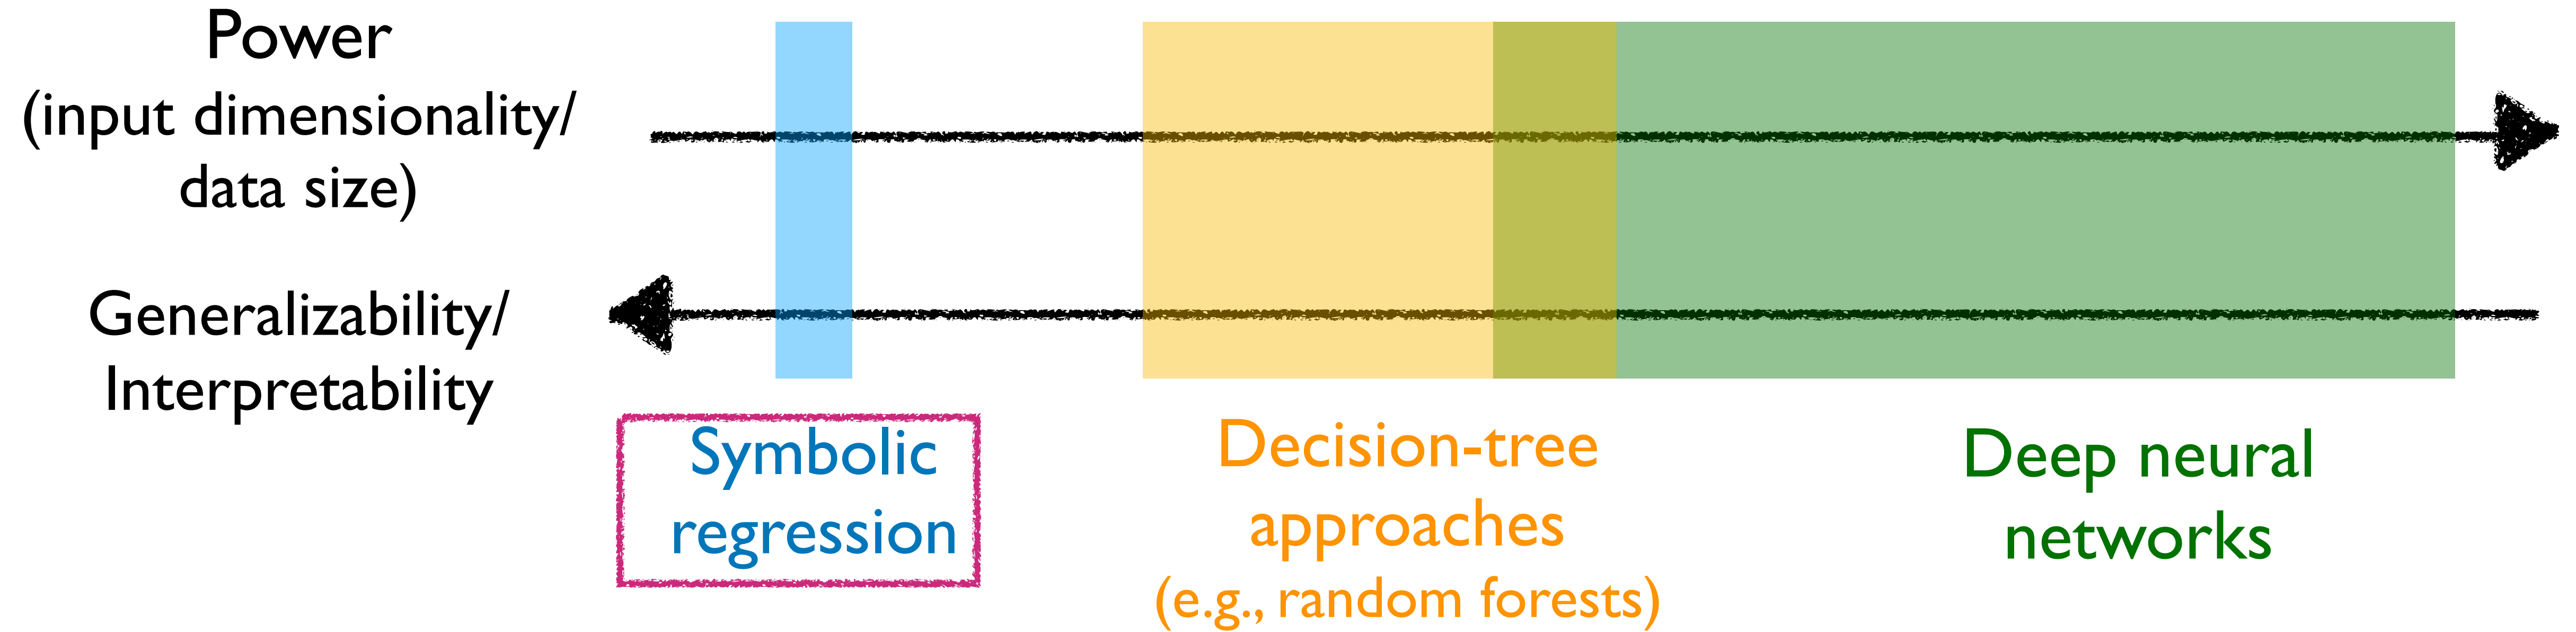 Power
(input dimensionality/
data size)
Generalizability/
Interpretability
Symbolic
regression
Decision-tree
approaches
(e.g., random forests)
Deep neural
networks